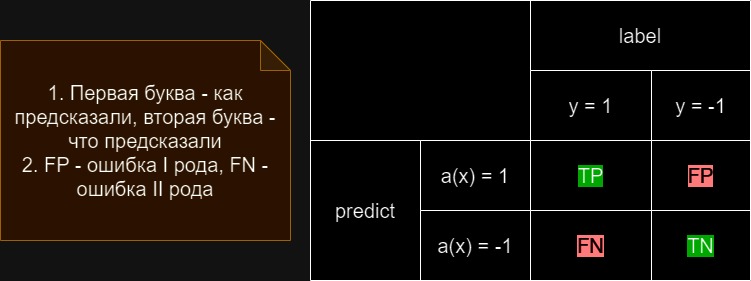 1. Первая буква - как
предсказали, вторая буква -
что предсказали
2. FP - ошибка I рода, FN -
ошибка II рода
label
y = 1 y = -1
predict
a(x) = 1 TP FP
a(x) = -1 FN TN